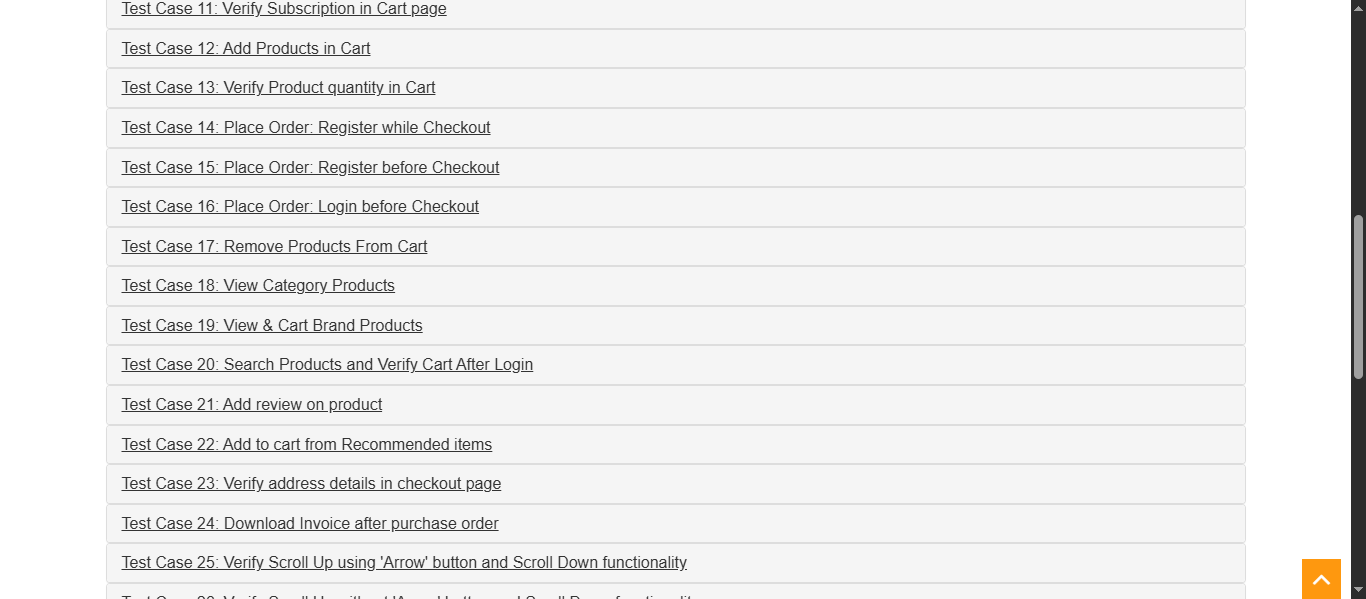 Test Case 11: Verify Subscription in Cart page
Test Case 12: Add Products in Cart
Test Case 13: Verify Product quantity in Cart
Test Case 14: Place Order: Register while Checkout
Test Case 15: Place Order: Register before Checkout
Test Case 16: Place Order: Login before Checkout
Test Case 17: Remove Products From Cart
Test Case 18: View Category Products
Test Case 19: View & Cart Brand Products
Test Case 20: Search Products and Verify Cart After Login
Test Case 21: Add review on product
Test Case 22: Add to cart from Recommended items
Test Case 23: Verify address details in checkout page
Test Case 24: Download Invoice after purchase order
Test Case 25: Verify Scroll Up using 'Arrow' button and Scroll Down functionality